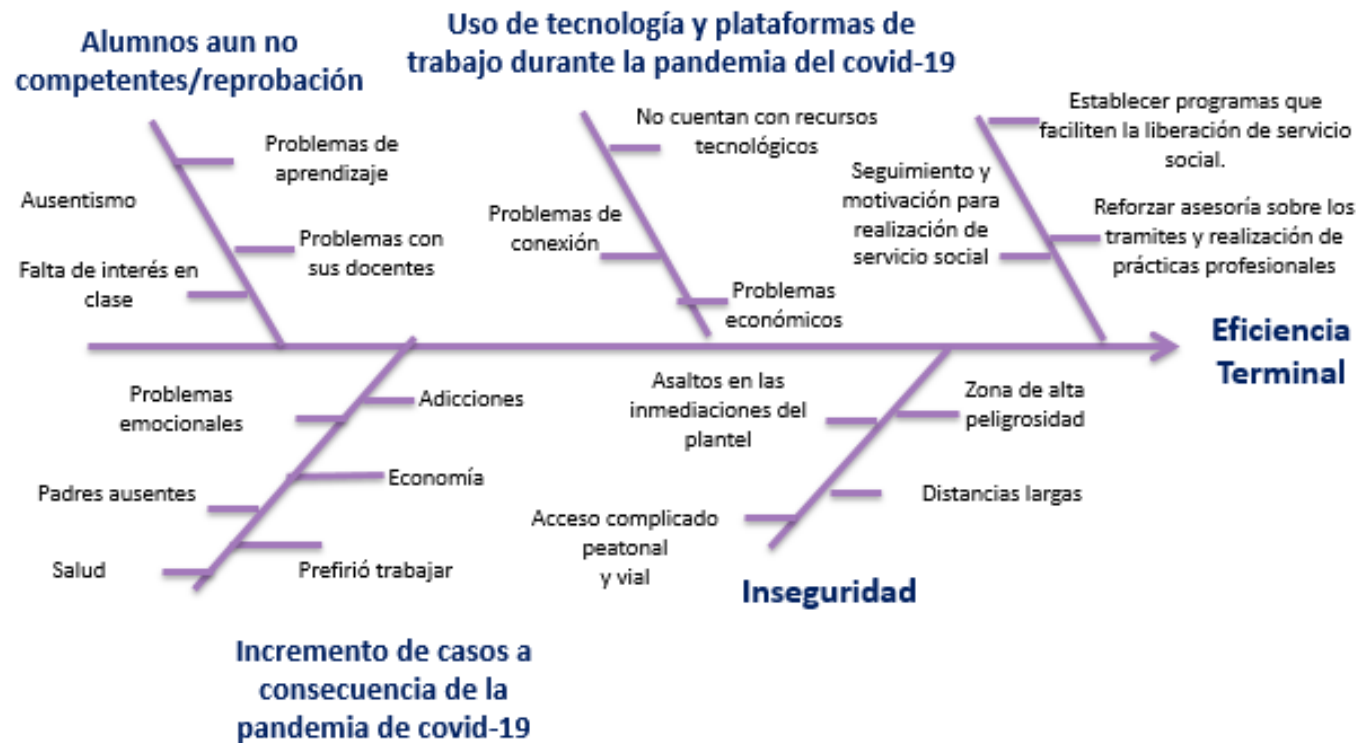 Alumnos aun no
competentes/reprobación
Problemas de
aprendizaje
Ausentismo
Problemas con
sus docentes
Falta de interés en
clase
Uso de tecnología y plataformas de
trabajo durante la pandemia del covid-19
No cuentan con recursos
tecnológicos
Problemas de
conexión
Problemas
económicos
Establecer programas que
faciliten la liberación de servicio
social.
Seguimiento y
motivación para
realización de
servicio social
Reforzar asesoría sobre los
tramites y realización de
prácticas profesionales
Eficiencia
Terminal
Problemas
emocionales
Adicciones
Economía
Padres ausentes
Salud
Prefirió trabajar
Incremento de casos a
consecuencia de la
pandemia de covid-19
Asaltos en las
inmediaciones del
plantel
Zona de alta
peligrosidad
Distancias largas
Acceso complicado
peatonal
y vial
Inseguridad